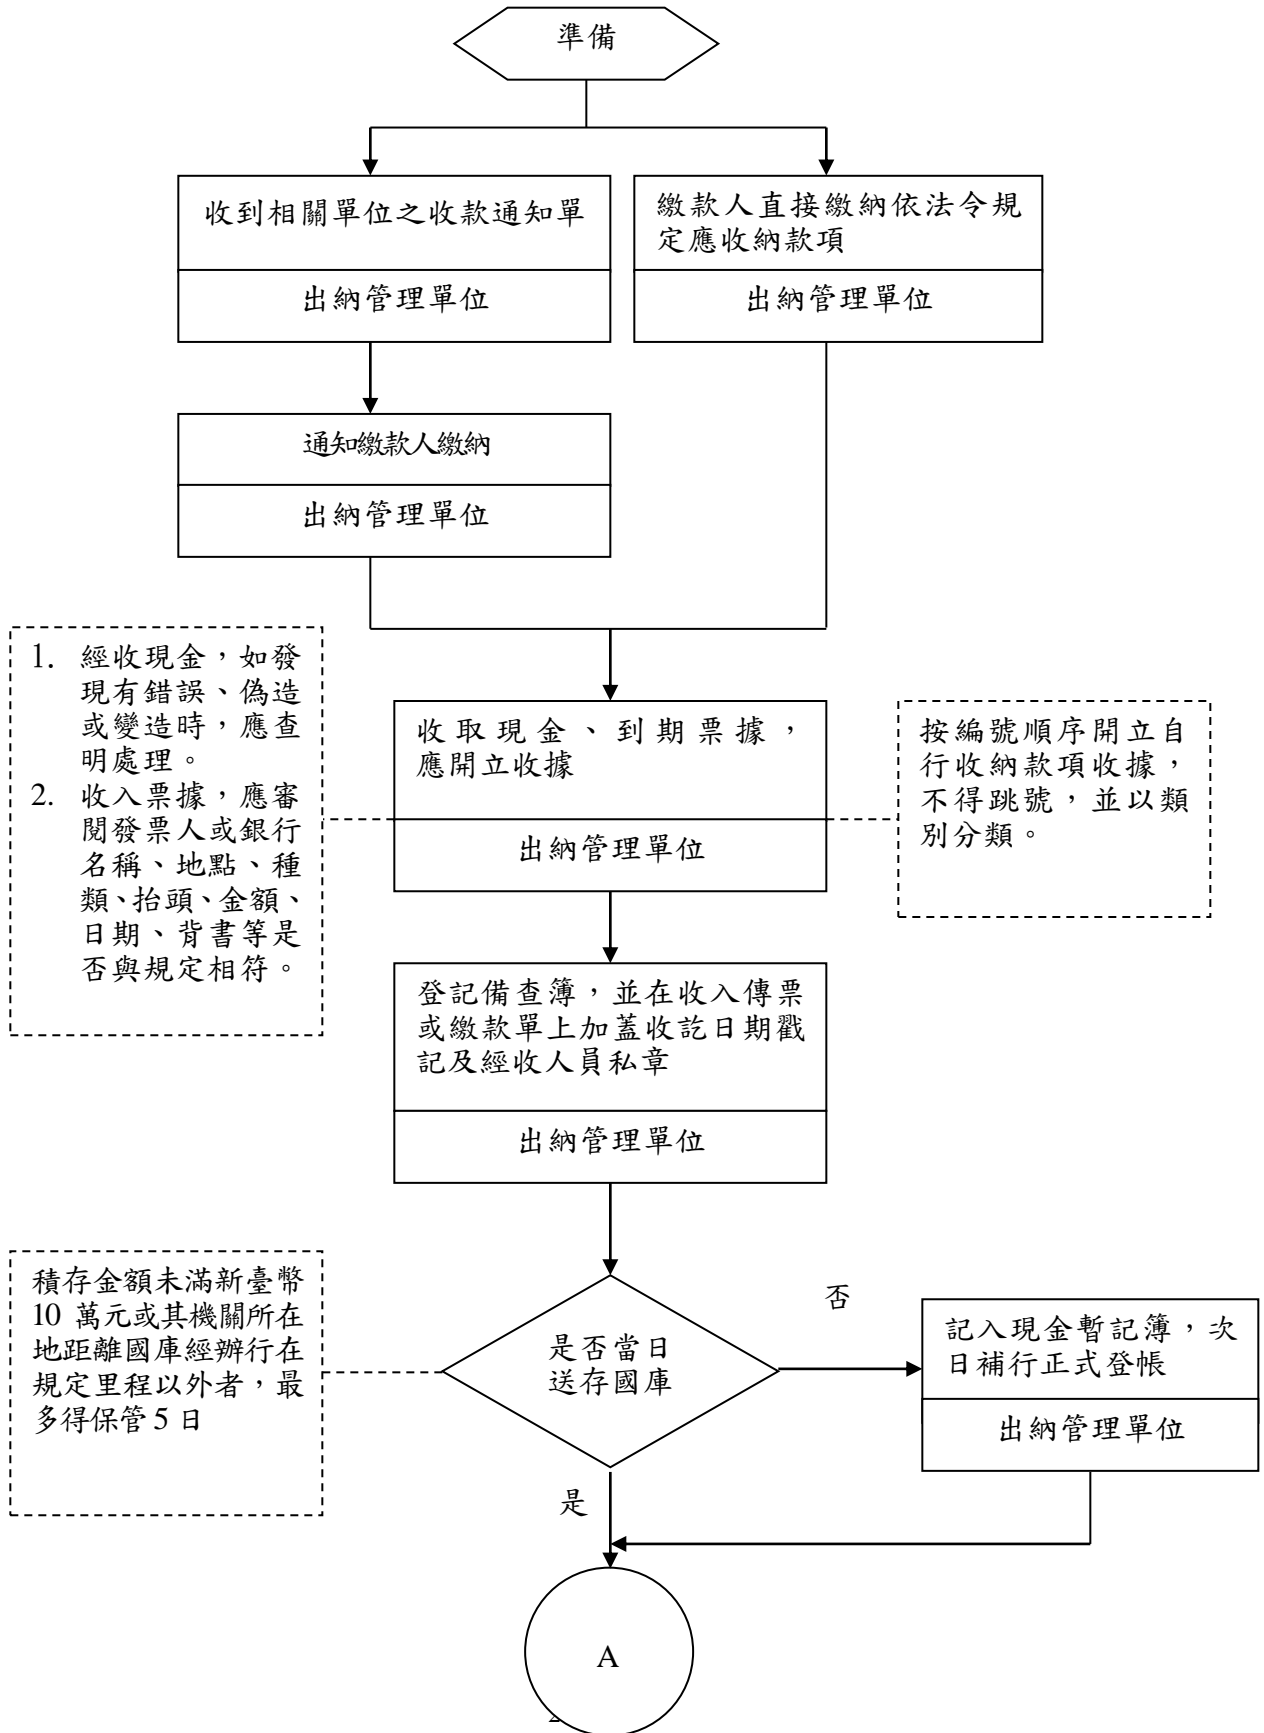 準備
收到相關單位之收款通知單
出納管理單位
繳款人直接繳納依法令規
定應收納款項
出納管理單位
通知繳款人繳納
出納管理單位
1. 經收現金，如發
現有錯誤、偽造
或變造時，應查
明處理。
2. 收入票據，應審
閱發票人或銀行
名稱、地點、種
類、抬頭、金額、
日期、背書等是
否與規定相符。
收取現金、到期票據，
應開立收據
出納管理單位
按編號順序開立自
行收納款項收據，
不得跳號，並以類
別分類。
登記備查簿，並在收入傳票
或繳款單上加蓋收訖日期戳
記及經收人員私章
出納管理單位
積存金額未滿新臺幣
10 萬元或其機關所在
地距離國庫經辦行在
規定里程以外者，最
多得保管 5 日
是否當日
送存國庫
否
記入現金暫記簿，次
日補行正式登帳
出納管理單位
是
A